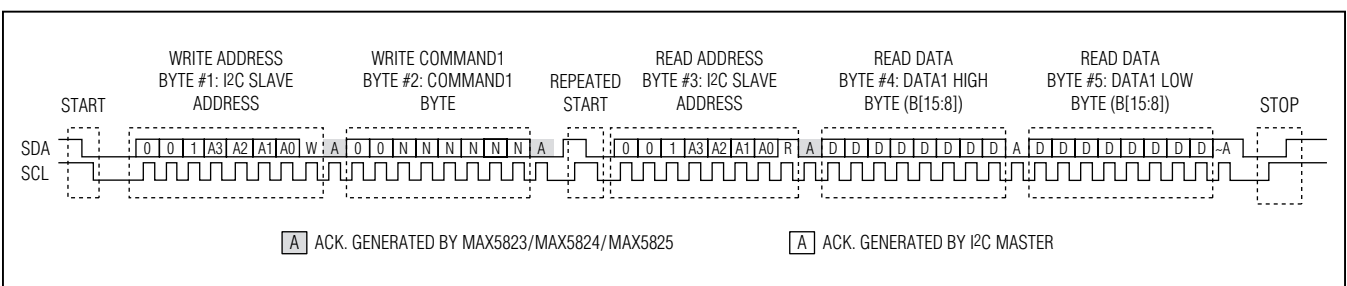 WRITE ADDRESS
BYTE #1: I²C SLAVE
ADDRESS
WRITE COMMAND1
BYTE #2: COMMAND1
BYTE
READ ADDRESS
BYTE #3: I²C SLAVE
ADDRESS
READ DATA
BYTE #4: DATA1 HIGH
BYTE (B[15:8])
READ DATA
BYTE #5: DATA1 LOW
BYTE (B[15:8])
START
REPEATED
START
STOP
SDA 0 0 1 A3 A2 A1 A0 W A 0 0 N N N N N N A 0 0 1 A3 A2 A1 A0 R A D D D D D D D D A D D D D D D D D ~A
SCL
A ACK. GENERATED BY MAX5823/MAX5824/MAX5825
A ACK. GENERATED BY I²C MASTER